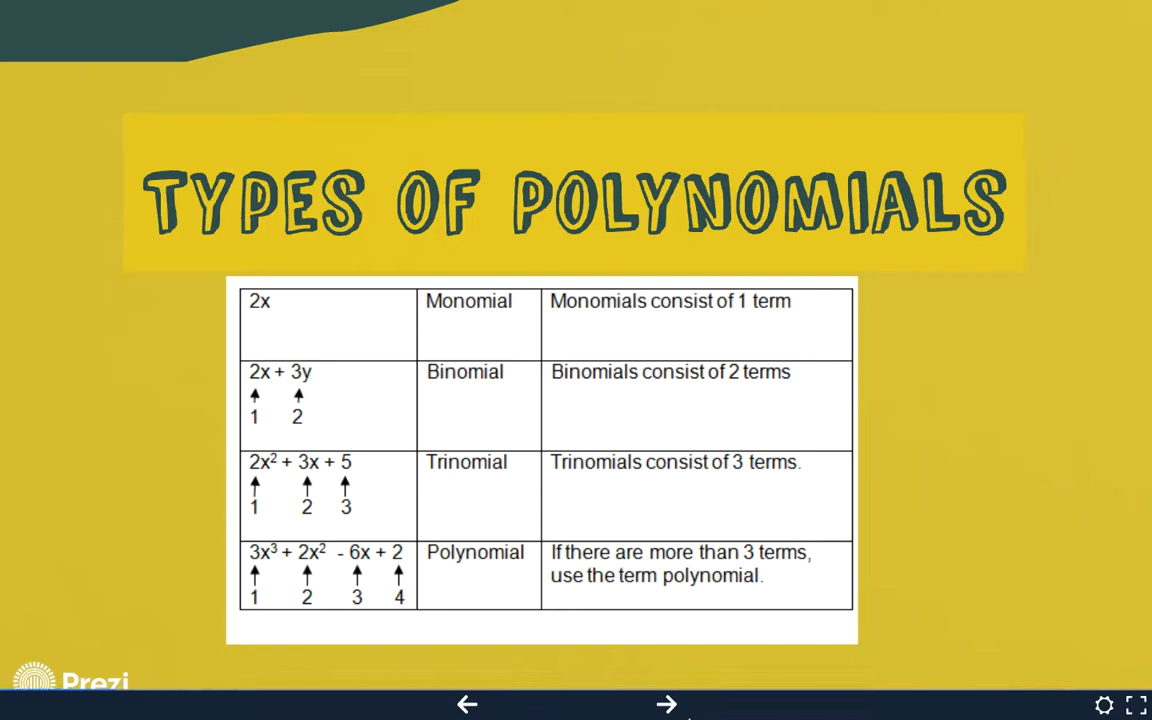 TYPES OF POLYNOMIALS
2x Monomial Monomials consist of 1 term
2x + 3y Binomial Binomials consist of 2 terms
1 2
2x² + 3x + 5 Trinomial Trinomials consist of 3 terms.
1 2 3
3x³ + 2x² - 6x + 2 Polynomial If there are more than 3 terms,
use the term polynomial.
1 2 3 4
Prezi